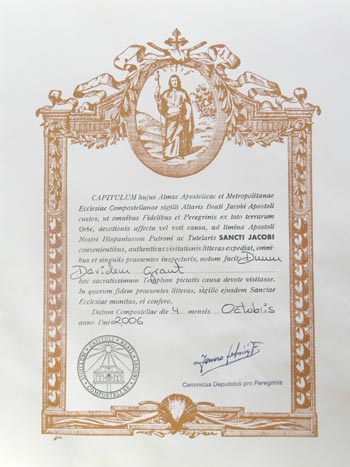 CAPITULUM hujus Almae Apostolicae et Metropolitanae
Ecclesiae Compostellanae sigilli Altaris Beati Jacobi Apostoli
custos, ut omnibus Fidelibus et Peregrinis ex toto terrarum
Orbe, devotionis affectu vel voti causa, ad limina Apostoli
Nostri Hispaniarum Patroni ac Tutelaris SANCTI JACOBI
convenientibus, authenticas visitationis litteras expediat, omni-
bus et singulis praesentes inspecturis, notum facit: Dnum
Davidem Grant
hoc sacratissimum Templum pietatis causa devote visitasse.
In quorum fidem praesentes litteras, sigillo ejusdem Sanctae
Ecclesiae munitas, ei confero.
Datum Compostellae die 4 mensis Octobris
anno Dni 2006
Canonicus Deputatus pro Peregrinis